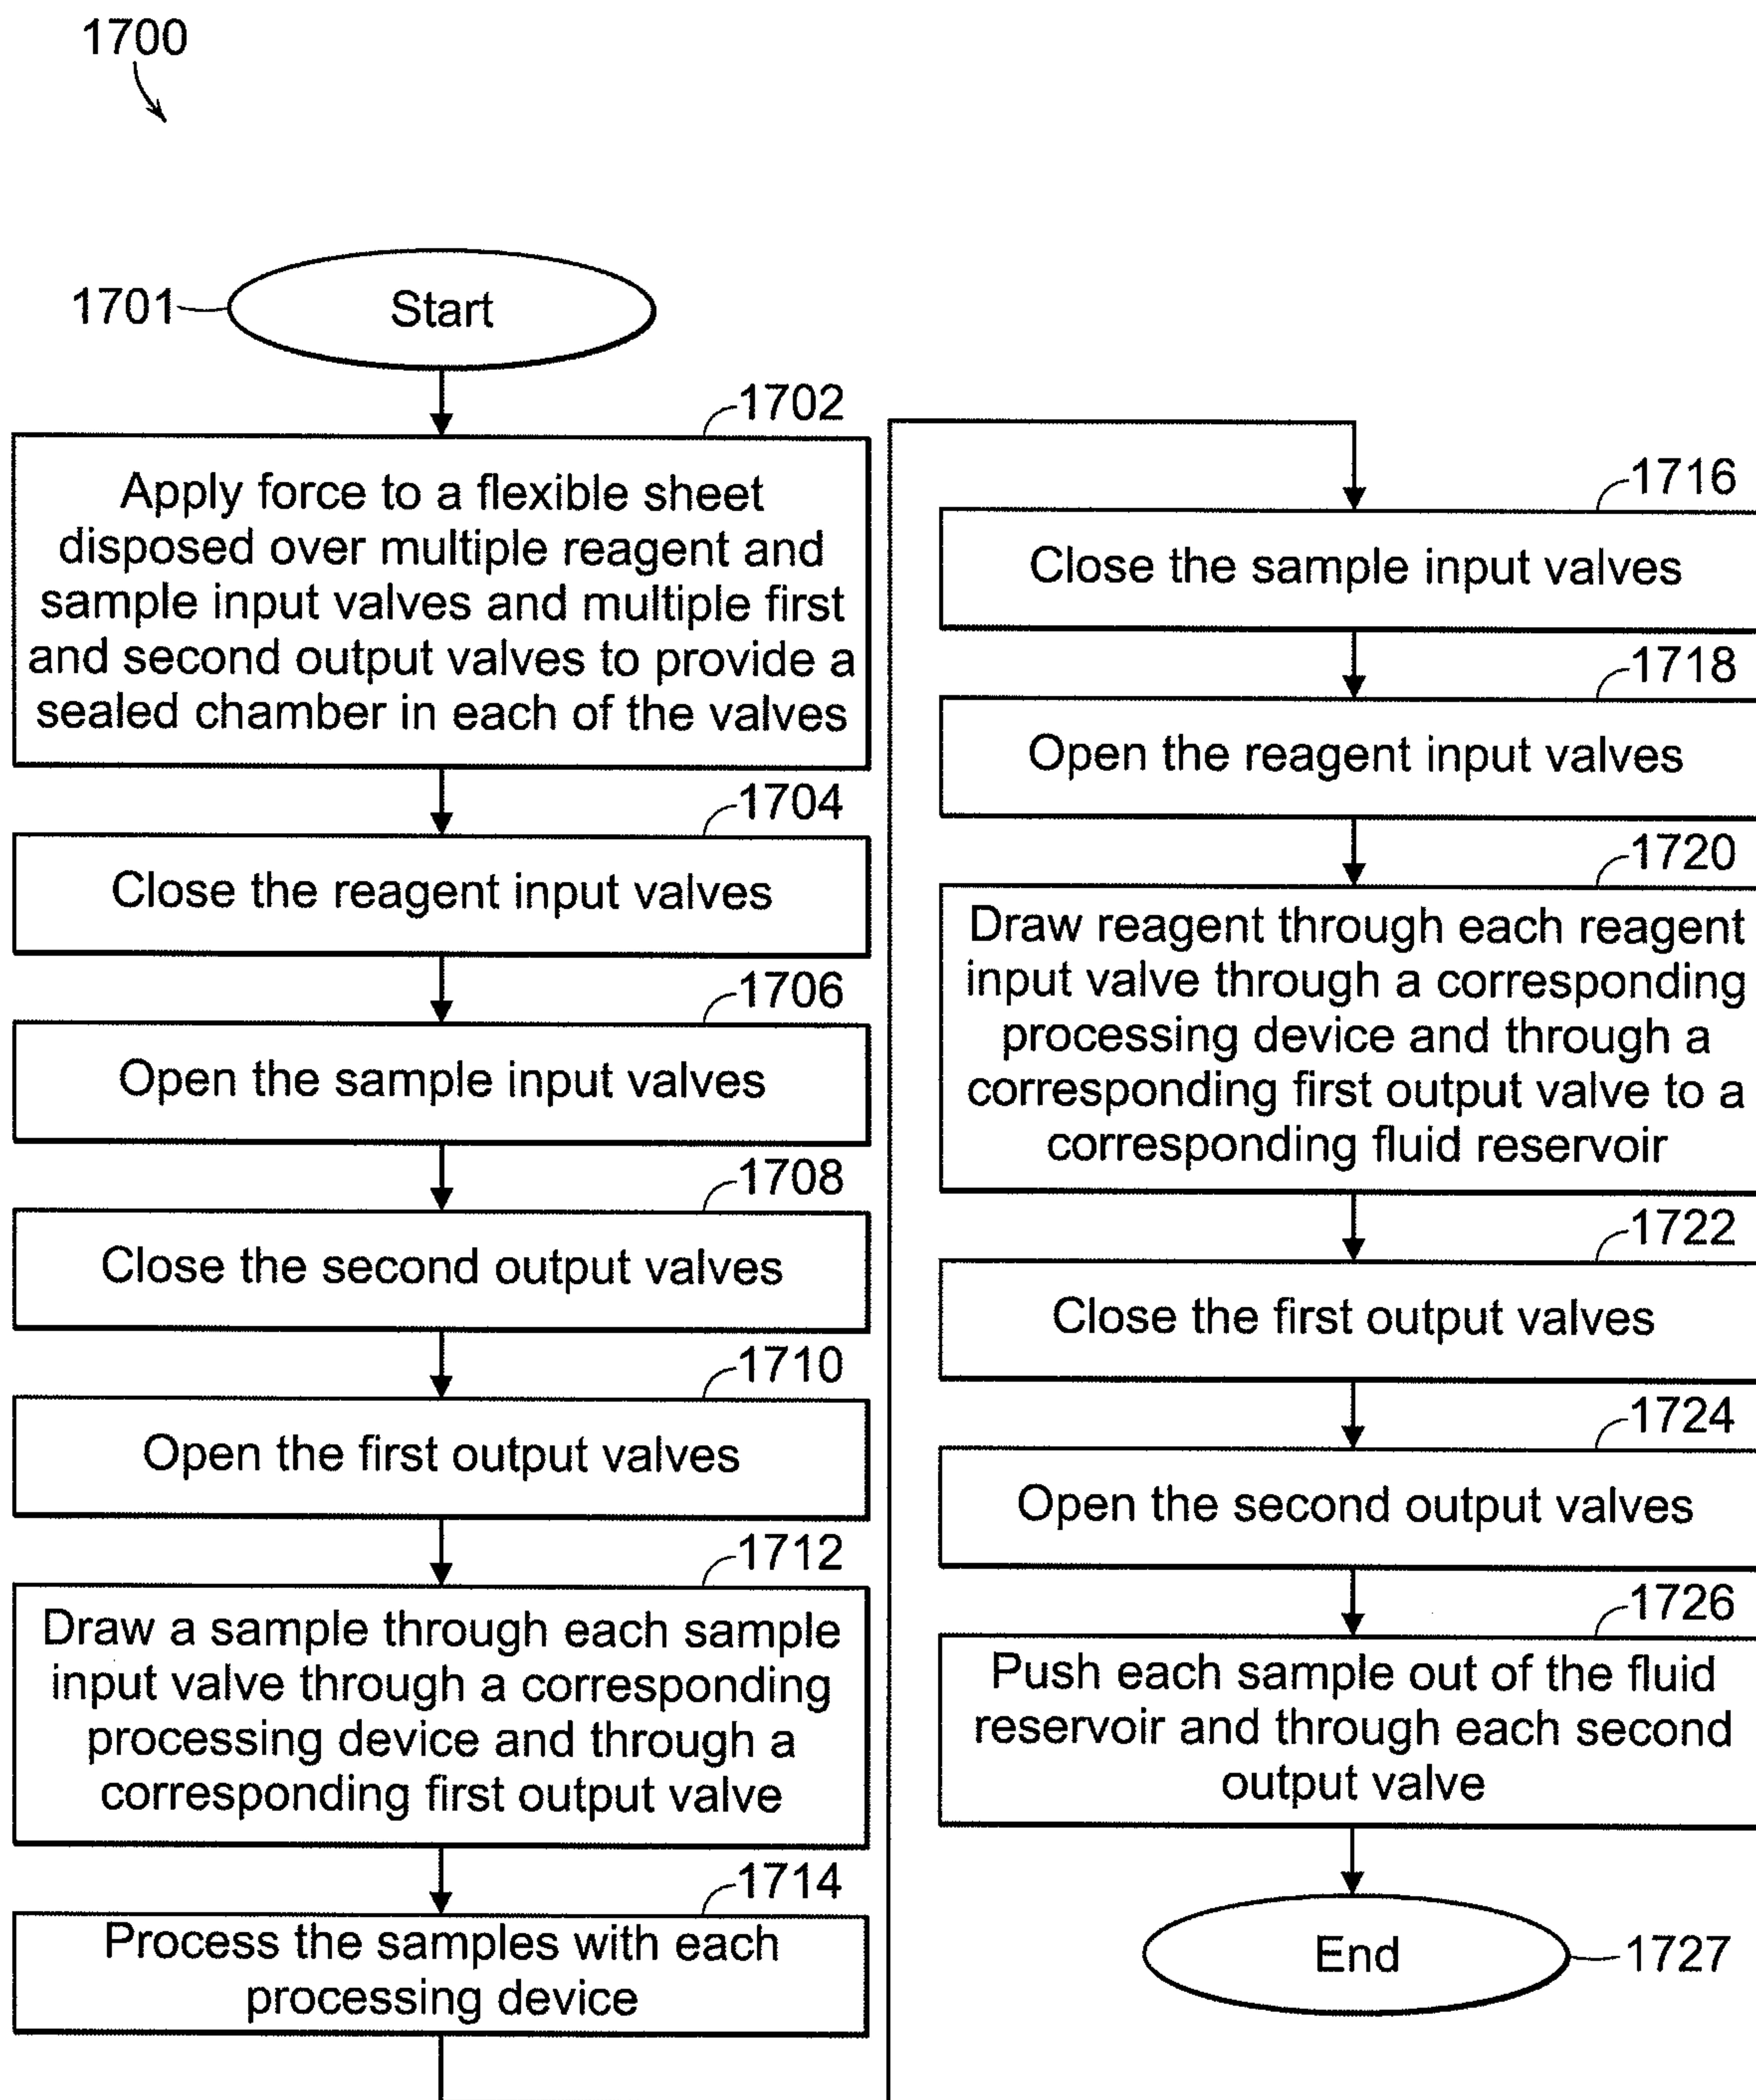 1700
1701
Start
1702
Apply force to a flexible sheet
disposed over multiple reagent and
sample input valves and multiple first
and second output valves to provide a
sealed chamber in each of the valves
1704
Close the reagent input valves
1706
Open the sample input valves
1708
Close the second output valves
1710
Open the first output valves
1712
Draw a sample through each sample
input valve through a corresponding
processing device and through a
corresponding first output valve
1714
Process the samples with each
processing device
1716
Close the sample input valves
1718
Open the reagent input valves
1720
Draw reagent through each reagent
input valve through a corresponding
processing device and through a
corresponding first output valve to a
corresponding fluid reservoir
1722
Close the first output valves
1724
Open the second output valves
1726
Push each sample out of the fluid
reservoir and through each second
output valve
End
1727